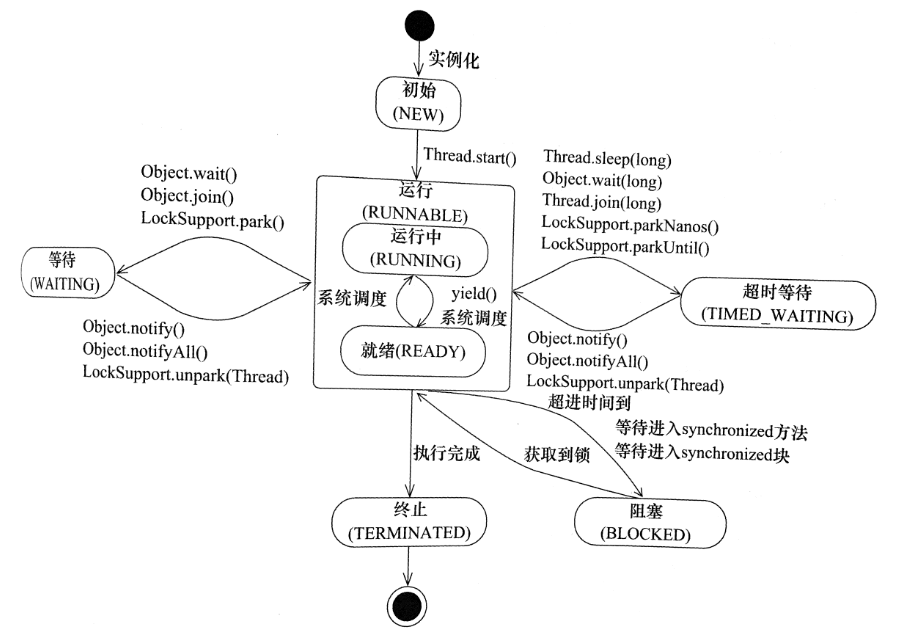 实例化
初始
(NEW)
Thread.start()
Object.wait()
Object.join()
LockSupport.park()
Thread.sleep(long)
Object.wait(long)
Thread.join(long)
LockSupport.parkNanos()
LockSupport.parkUntil()
运行
(RUNNABLE)
运行中
(RUNNING)
等待
(WAITING)
系统调度
yield()
系统调度
超时等待
(TIMED_WAITING)
就绪(READY)
Object.notify()
Object.notifyAll()
LockSupport.unpark(Thread)
Object.notify()
Object.notifyAll()
LockSupport.unpark(Thread)
超进时间到
等待进入synchronized方法
等待进入synchronized块
执行完成
获取到锁
终止
(TERMINATED)
阻塞
(BLOCKED)